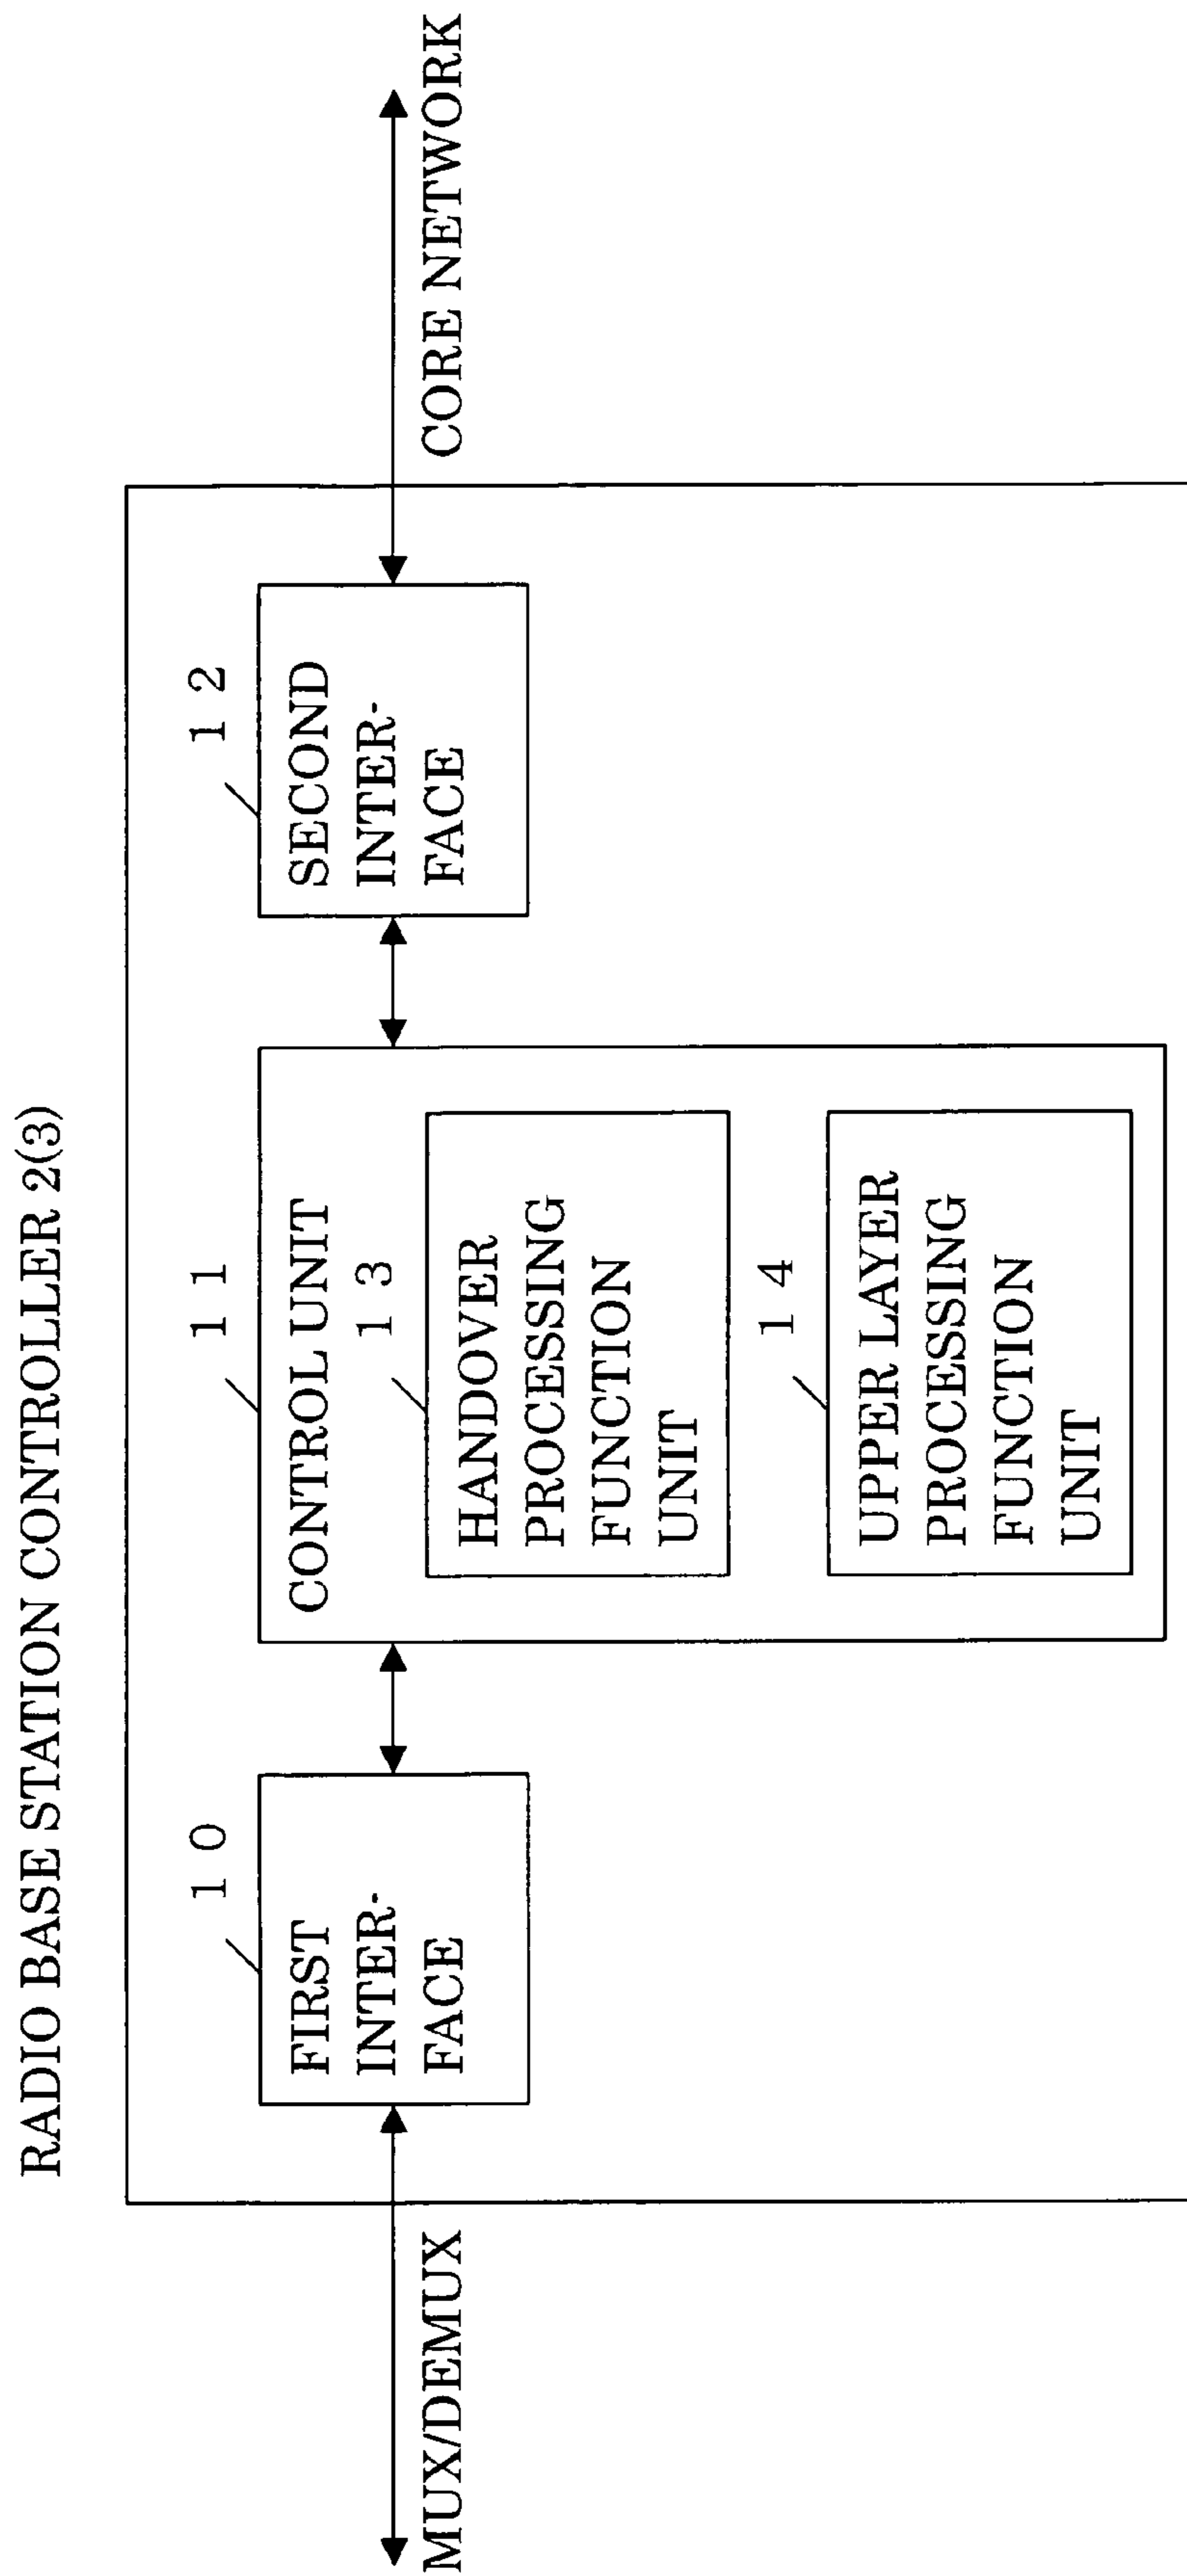 RADIO BASE STATION CONTROLLER 2(3)
MUX/DEMUX
1 0
FIRST
INTER-
FACE
1 1
CONTROL UNIT
1 3
HANDOVER
PROCESSING
FUNCTION
UNIT
1 4
UPPER LAYER
PROCESSING
FUNCTION
UNIT
1 2
SECOND
INTER-
FACE
CORE NETWORK